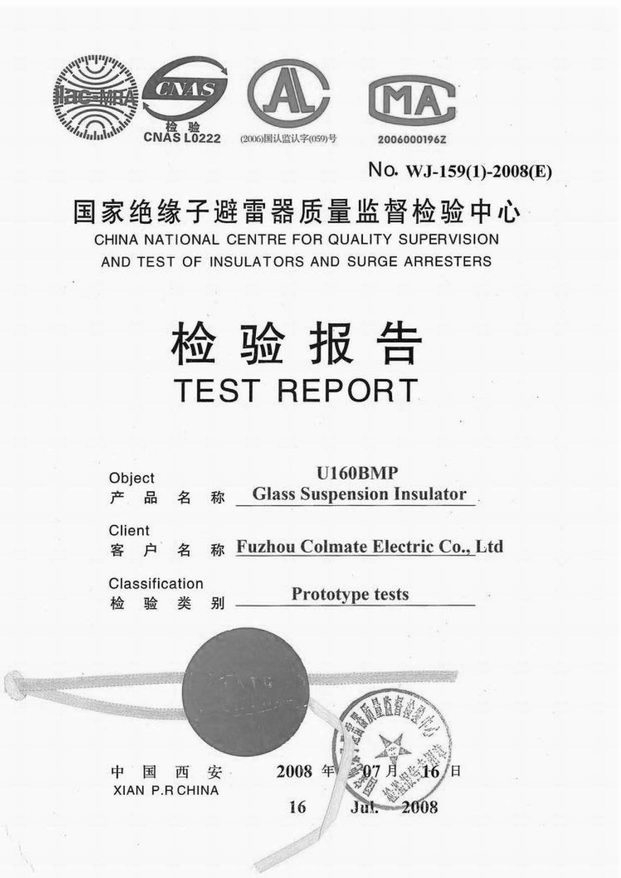 ilac-MRA
CNAS
检 验
CNAS L0222
AL
(2006)国认监认字(059)号
MA
2006000196Z
No. WJ-159(1)-2008(E)
国家绝缘子避雷器质量监督检验中心
CHINA NATIONAL CENTRE FOR QUALITY SUPERVISION
AND TEST OF INSULATORS AND SURGE ARRESTERS
检 验 报 告
TEST REPORT
Object U160BMP
产 品 名 称 Glass Suspension Insulator
Client
客 户 名 称 Fuzhou Colmate Electric Co., Ltd
Classification
检 验 类 别 Prototype tests
中 国 西 安 2008 年 07 月 16 日
XIAN P.R CHINA
16 Jul. 2008